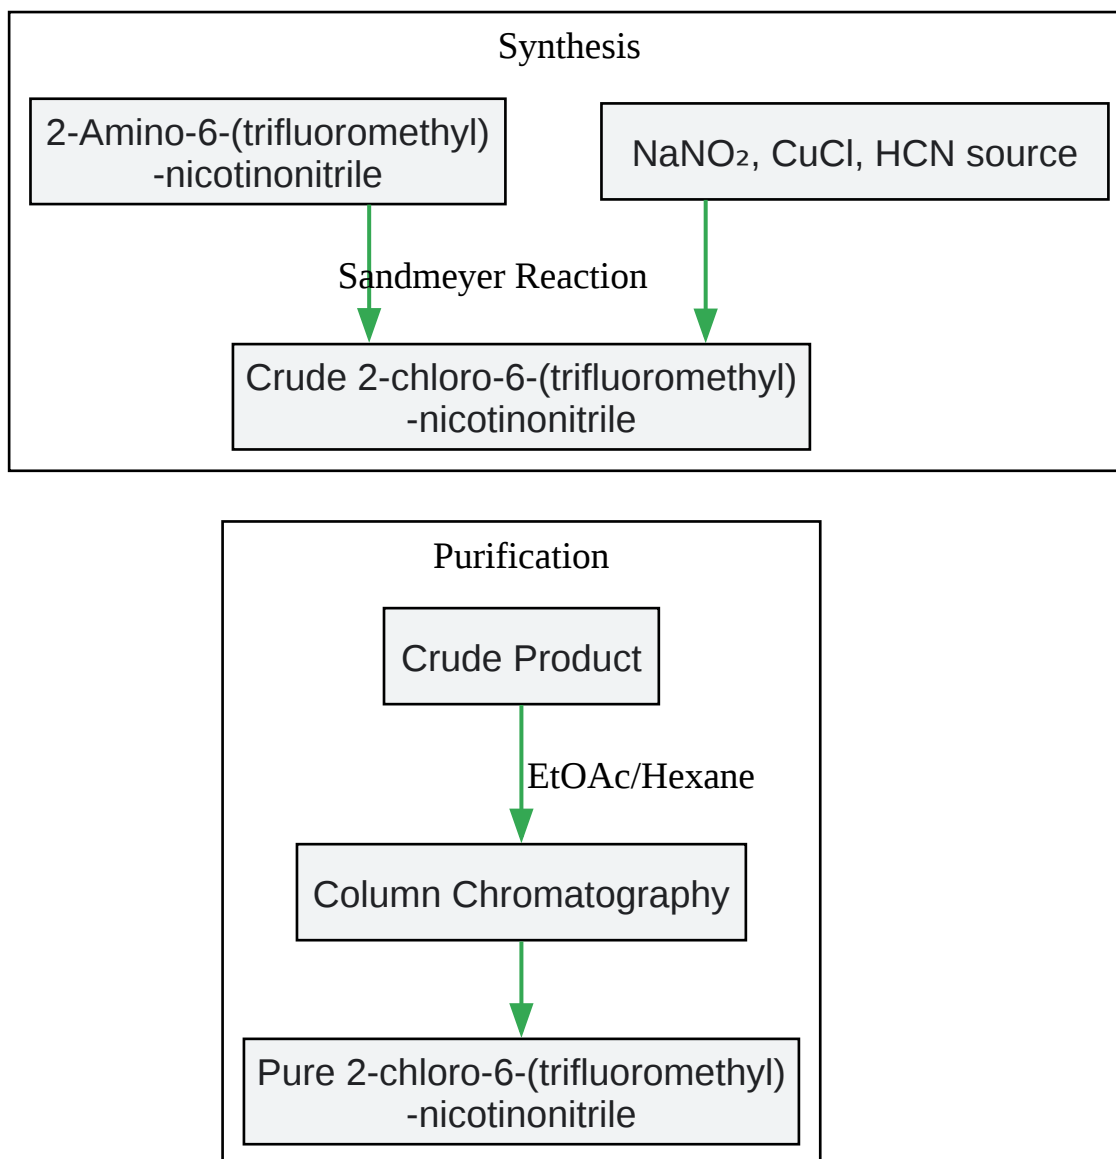 Synthesis
2-Amino-6-(trifluoromethyl)
-nicotinonitrile
NaNO₂, CuCl, HCN source
Sandmeyer Reaction
Crude 2-chloro-6-(trifluoromethyl)
-nicotinonitrile
Purification
Crude Product
EtOAc/Hexane
Column Chromatography
Pure 2-chloro-6-(trifluoromethyl)
-nicotinonitrile